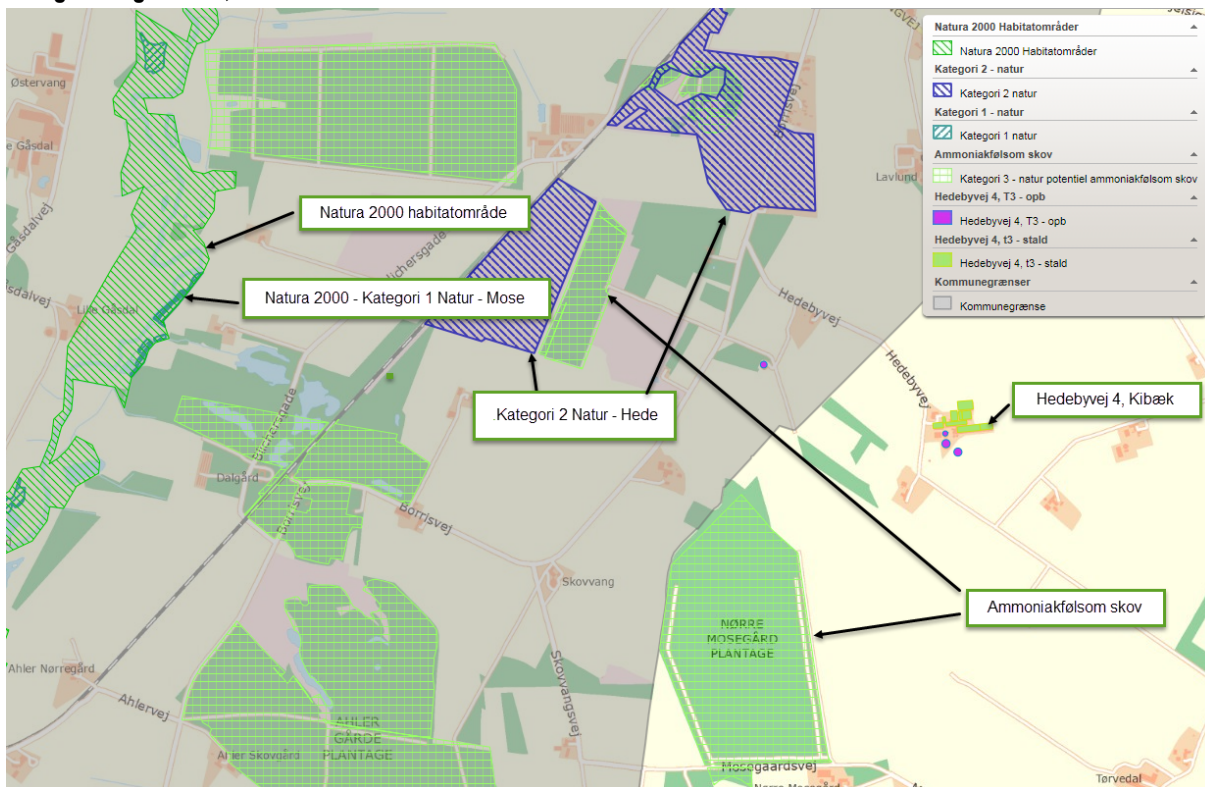 Natura 2000 Habitatområder
Natura 2000 Habitatområder
Kategori 2 - natur
Kategori 2 natur
Kategori 1 - natur
Kategori 1 natur
Ammoniakfølsom skov
Kategori 3 - natur potentiel ammoniakfølsom skov
Hedebyvej 4, T3 - opb
Hedebyvej 4, T3 - opb
Hedebyvej 4, t3 - stald
Hedebyvej 4, t3 - stald
Kommunegrænser
Kommunegrænse
Østervang
Borrisvej
Lavlund
Natura 2000 habitatområde
Natura 2000 - Kategori 1 Natur - Mose
Lille Gåsdal
Hedebyvej
Hedebyvej
.Kategori 2 Natur - Hede
Hedebyvej 4, Kibæk
Blichersgade
Dalgård
Borrisvej
Borrisvej
Skovvang
Ammoniakfølsom skov
NØRRE
MOSEGÅRD
PLANTAGE
Skovvangsvej
Ahler Nørregård
Ahlervej
AHLER
GÅRDE
PLANTAGE
Ahler Skovgård
Mosegaardsvej
Tørvedal